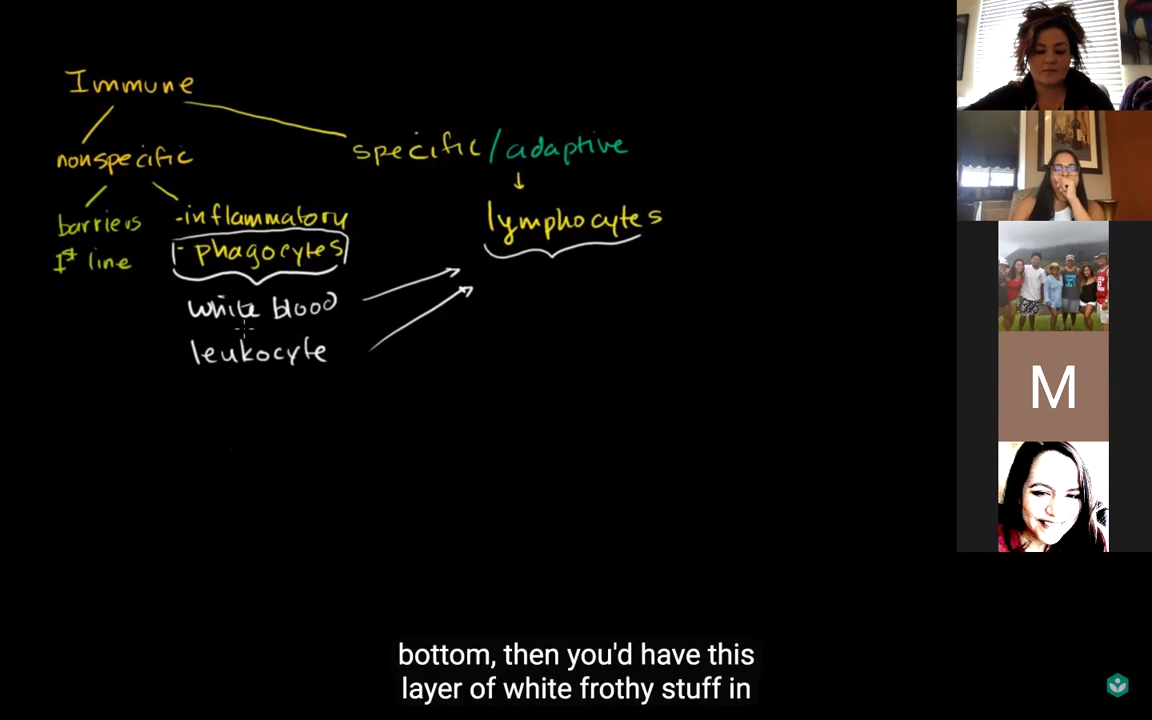 Immune
nonspecific
specific/adaptive
barriers
1st line
-inflammatory
- phagocytes
lymphocytes
white blood
leukocyte
M
bottom, then you'd have this
layer of white frothy stuff in